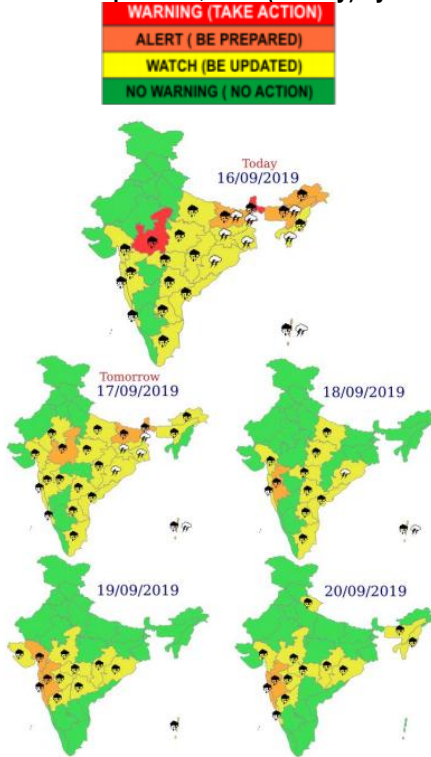 WARNING (TAKE ACTION)
ALERT ( BE PREPARED)
WATCH (BE UPDATED)
NO WARNING ( NO ACTION)
Today
16/09/2019
Tomorrow
17/09/2019
18/09/2019
19/09/2019
20/09/2019